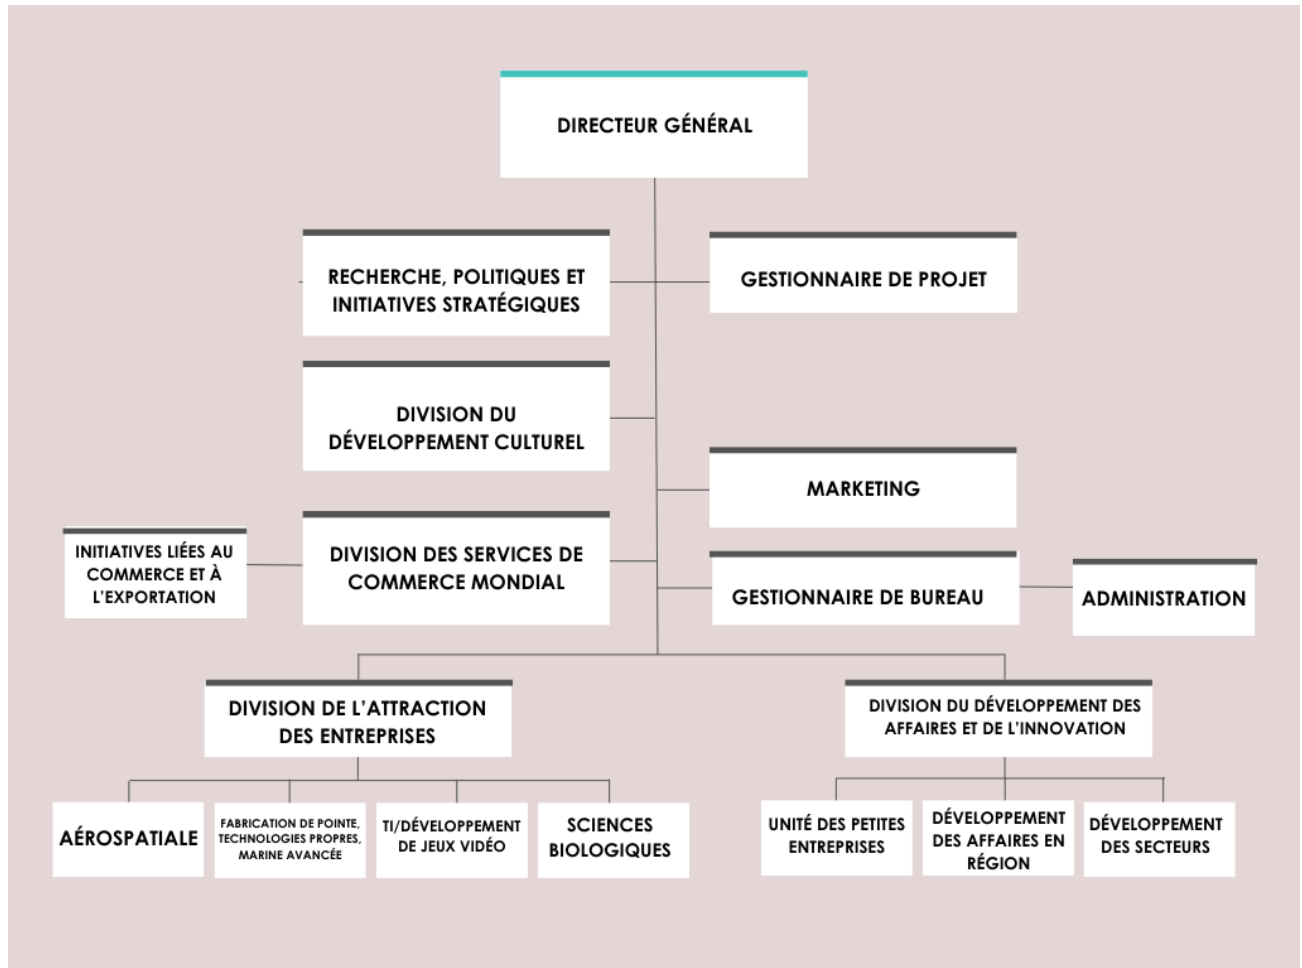 DIRECTEUR GÉNÉRAL
RECHERCHE, POLITIQUES ET
INITIATIVES STRATÉGIQUES
GESTIONNAIRE DE PROJET
DIVISION DU
DÉVELOPPEMENT CULTUREL
MARKETING
INITIATIVES LIÉES AU
COMMERCE ET À
L'EXPORTATION
DIVISION DES SERVICES DE
COMMERCE MONDIAL
GESTIONNAIRE DE BUREAU
ADMINISTRATION
DIVISION DE L'ATTRACTION
DES ENTREPRISES
DIVISION DU DÉVELOPPEMENT DES
AFFAIRES ET DE L'INNOVATION
AÉROSPATIALE
FABRICATION DE POINTE,
TECHNOLOGIES PROPRES,
MARINE AVANCÉE
TI/DÉVELOPPEMENT
DE JEUX VIDÉO
SCIENCES
BIOLOGIQUES
UNITÉ DES PETITES
ENTREPRISES
DÉVELOPPEMENT
DES AFFAIRES EN
RÉGION
DÉVELOPPEMENT
DES SECTEURS